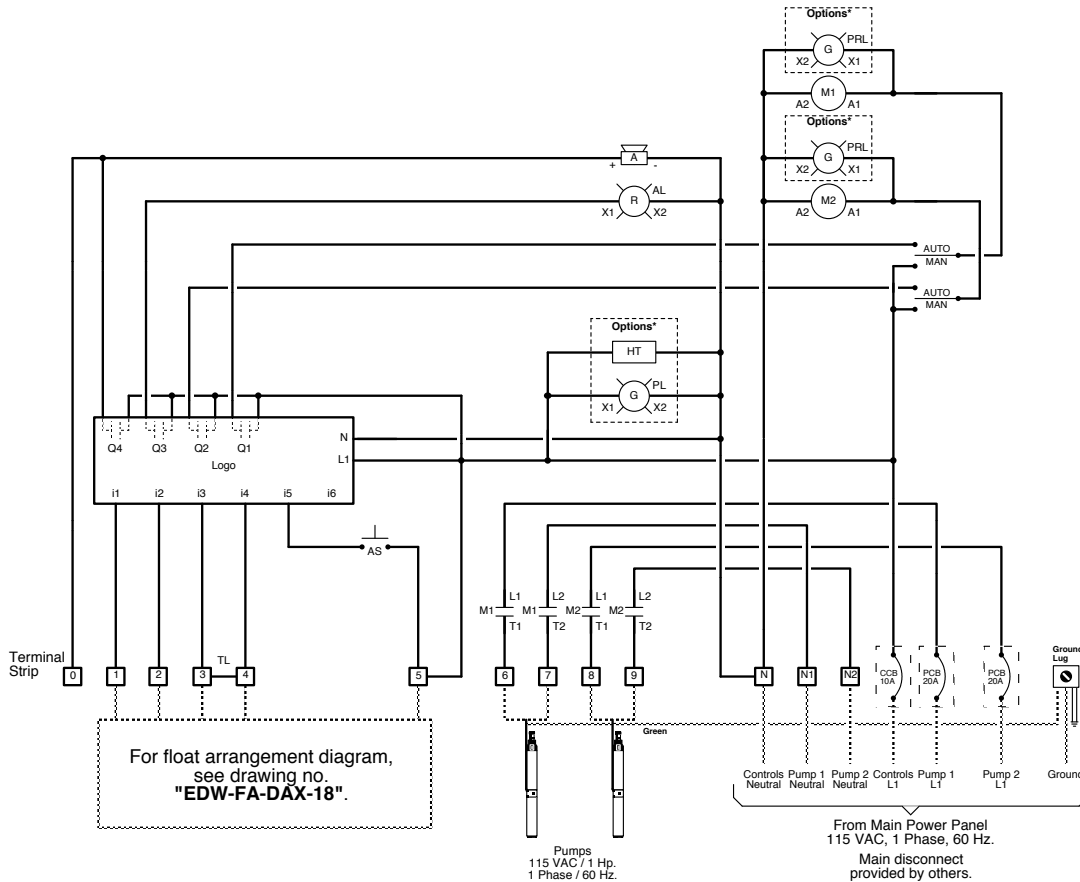 Options*
G
PRL
X2
X1
M1
A2
A1
Options*
G
PRL
X2
X1
M2
A2
A1
A
+
-
R
AL
X1
X2
AUTO
MAN
AUTO
MAN
Options*
HT
G
PL
X1
X2
Q4
Q3
Q2
Q1
N
Logo
L1
i1
i2
i3
i4
i5
i6
AS
L1
L2
L1
L2
M1
M1
M2
M2
T1
T2
T1
T2
Terminal
Strip
0
1
2
3
TL
4
5
6
7
8
9
N
N1
N2
CCB
10A
PCB
20A
PCB
20A
Ground
Lug
Green
For float arrangement diagram,
see drawing no.
"EDW-FA-DAX-18".
Controls
Neutral
Pump 1
Neutral
Pump 2
Neutral
Controls
L1
Pump 1
L1
Pump 2
L1
Ground
Pumps
115 VAC / 1 Hp.
1 Phase / 60 Hz.
From Main Power Panel
115 VAC, 1 Phase, 60 Hz.
Main disconnect
provided by others.